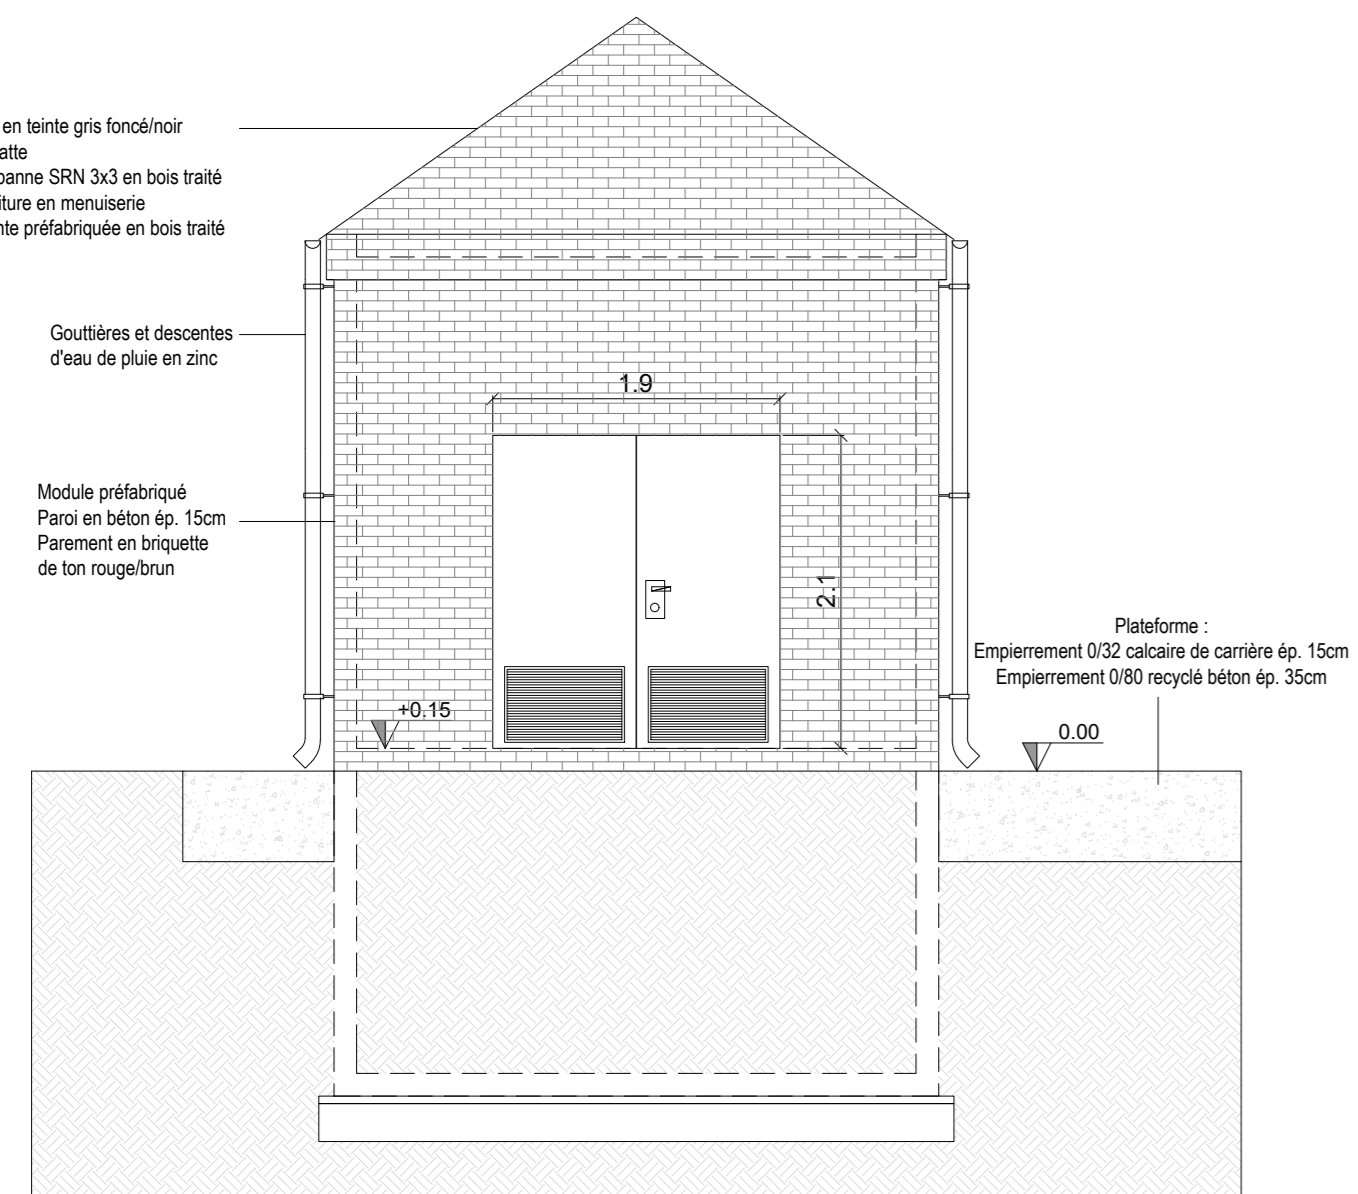 en teinte gris foncé/noir
atte
panne SRN 3x3 en bois traité
iture en menuiserie
nte préfabriquée en bois traité
Gouttières et descentes
d'eau de pluie en zinc
1.9
Module préfabriqué
Paroi en béton ép. 15cm
Parement en briquette
de ton rouge/brun
2.1
Plateforme :
Empierrement 0/32 calcaire de carrière ép. 15cm
Empierrement 0/80 recyclé béton ép. 35cm
+0.15
0.00